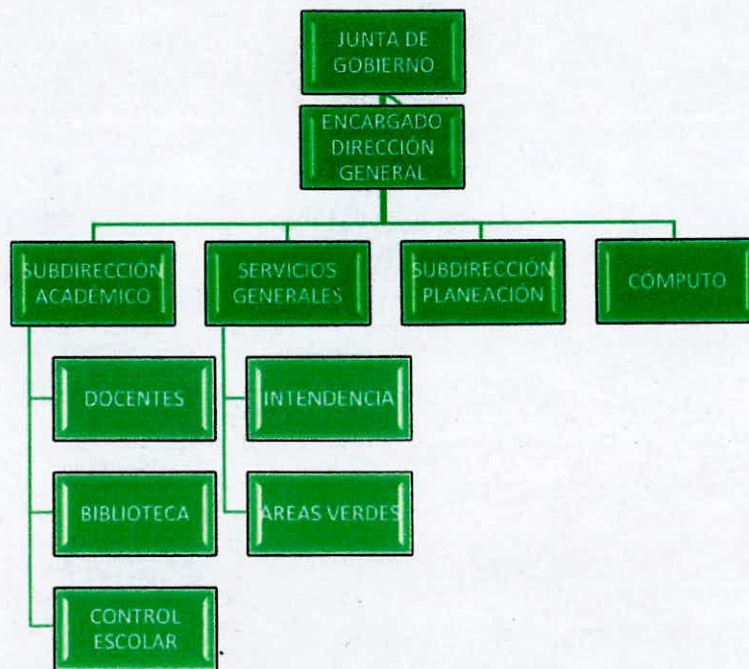 JUNTA DE
GOBIERNO
ENCARGADO
DIRECCIÓN
GENERAL
SUBDIRECCIÓN
ACADÉMICO
SERVICIOS
GENERALES
SUBDIRECCIÓN
PLANEACIÓN
CÓMPUTO
DOCENTES
INTENDENCIA
BIBLIOTECA
AREAS VERDES
CONTROL
ESCOLAR